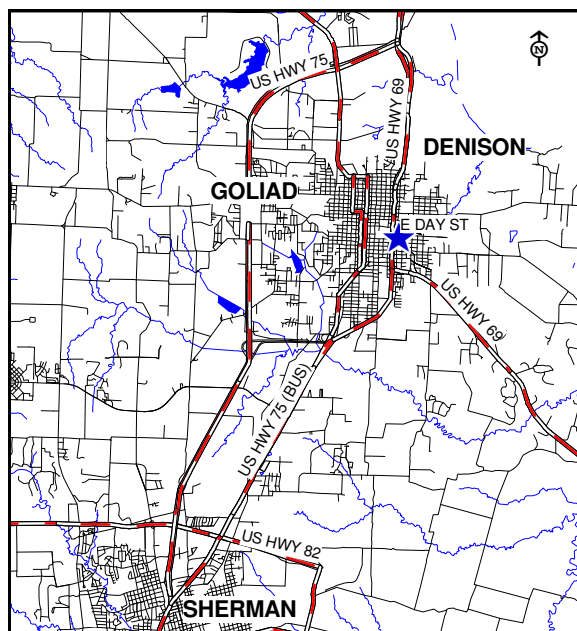 N
US HWY 75
US HWY 69
DENISON
GOLIAD
E DAY ST
US HWY 69
US HWY 75 (BUS)
US HWY 82
SHERMAN